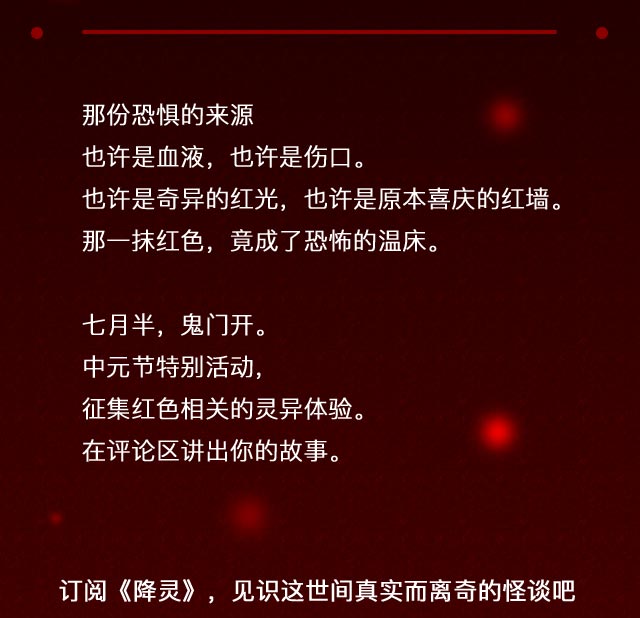 那份恐惧的来源
也许是血液，也许是伤口。
也许是奇异的红光，也许是原本喜庆的红墙。
那一抹红色，竟成了恐怖的温床。
七月半，鬼门开。
中元节特别活动,
征集红色相关的灵异体验。
在评论区讲出你的故事。
订阅《降灵》，见识这世间真实而离奇的怪谈吧